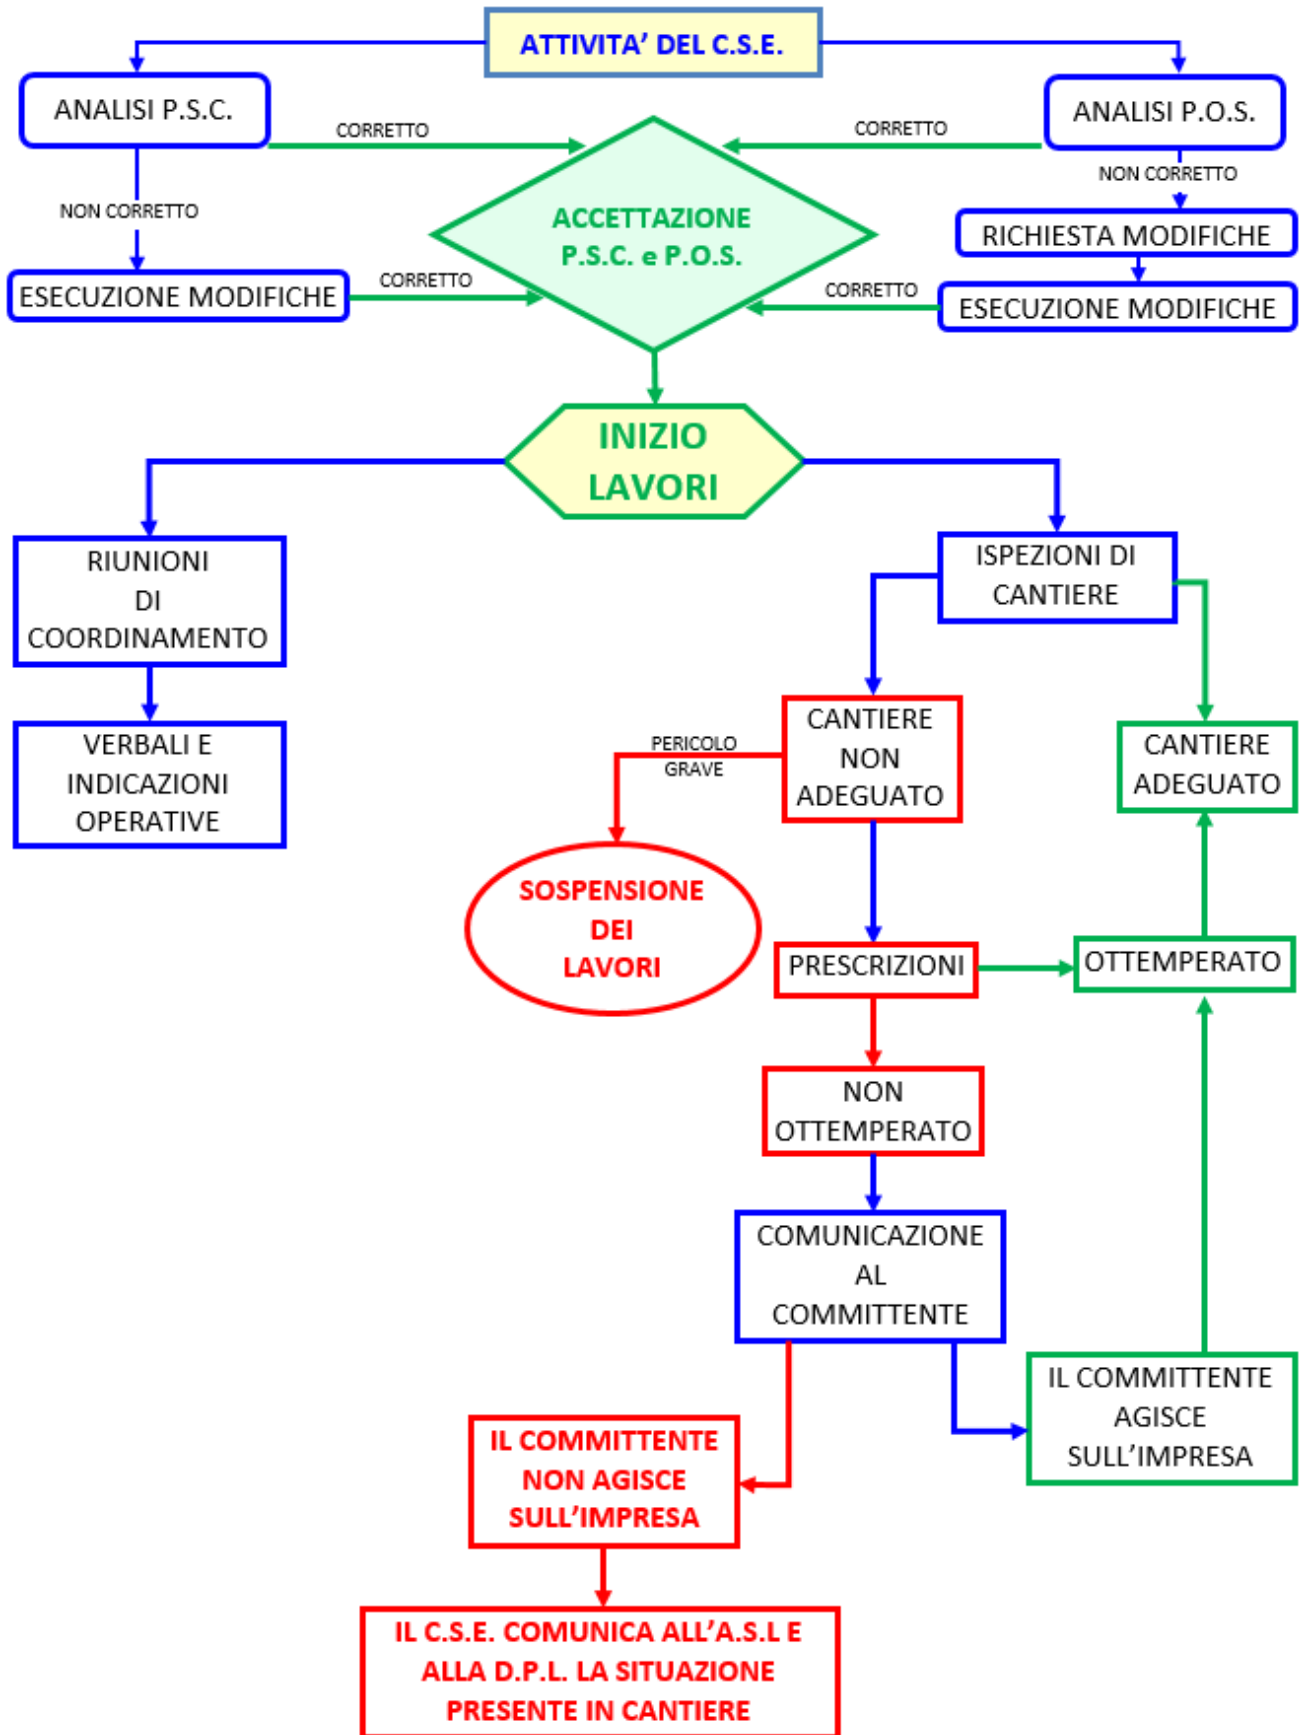 ATTIVITA’ DEL C.S.E.
ANALISI P.S.C.
ANALISI P.O.S.
CORRETTO
CORRETTO
NON CORRETTO
NON CORRETTO
ACCETTAZIONE
P.S.C. e P.O.S.
RICHIESTA MODIFICHE
ESECUZIONE MODIFICHE
CORRETTO
CORRETTO
ESECUZIONE MODIFICHE
INIZIO
LAVORI
RIUNIONI
DI
COORDINAMENTO
ISPEZIONI DI
CANTIERE
VERBALI E
INDICAZIONI
OPERATIVE
PERICOLO
GRAVE
CANTIERE
NON
ADEGUATO
CANTIERE
ADEGUATO
SOSPENSIONE
DEI
LAVORI
PRESCRIZIONI
OTTEMPERATO
NON
OTTEMPERATO
COMUNICAZIONE
AL
COMMITTENTE
IL COMMITTENTE
AGISCE
SULL’IMPRESA
IL COMMITTENTE
NON AGISCE
SULL’IMPRESA
IL C.S.E. COMUNICA ALL’A.S.L E
ALLA D.P.L. LA SITUAZIONE
PRESENTE IN CANTIERE